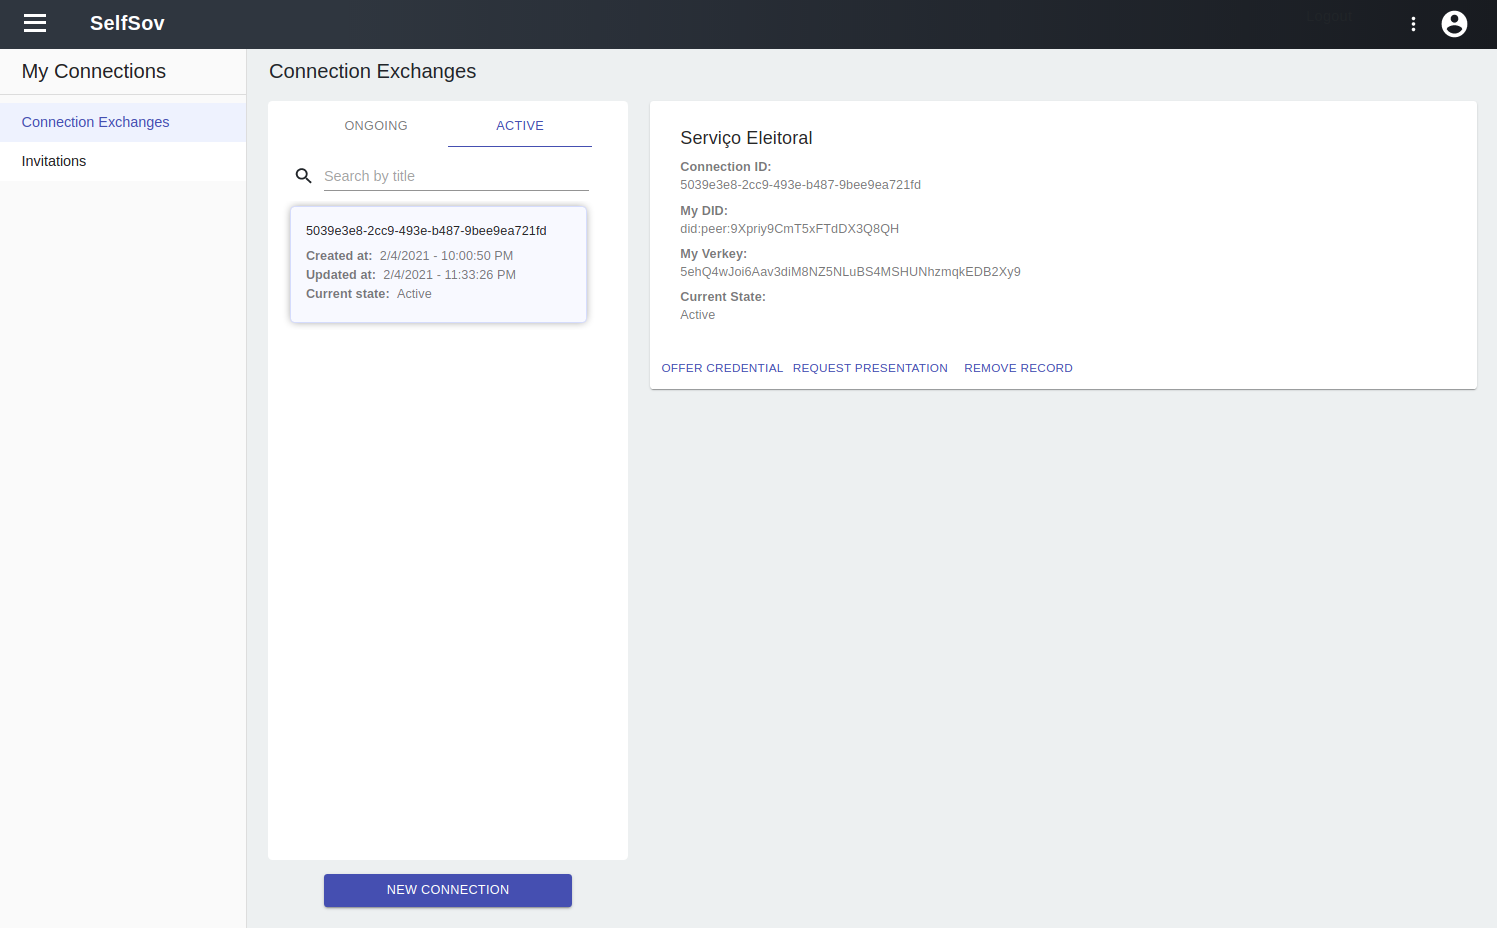 SelfSov
My Connections
Connection Exchanges
Invitations
Connection Exchanges
ONGOING
ACTIVE
Search by title
5039e3e8-2cc9-493e-b487-9bee9ea721fd
Created at: 2/4/2021 - 10:00:50 PM
Updated at: 2/4/2021 - 11:33:26 PM
Current state: Active
NEW CONNECTION
Serviço Eleitoral
Connection ID:
5039e3e8-2cc9-493e-b487-9bee9ea721fd
My DID:
did:peer:9Xpriy9CmT5xFTdDX3Q8QH
My Verkey:
5ehQ4wJoi6Aav3diM8NZ5NLuBS4MSHUNhzmqkEDB2Xy9
Current State:
Active
OFFER CREDENTIAL REQUEST PRESENTATION REMOVE RECORD